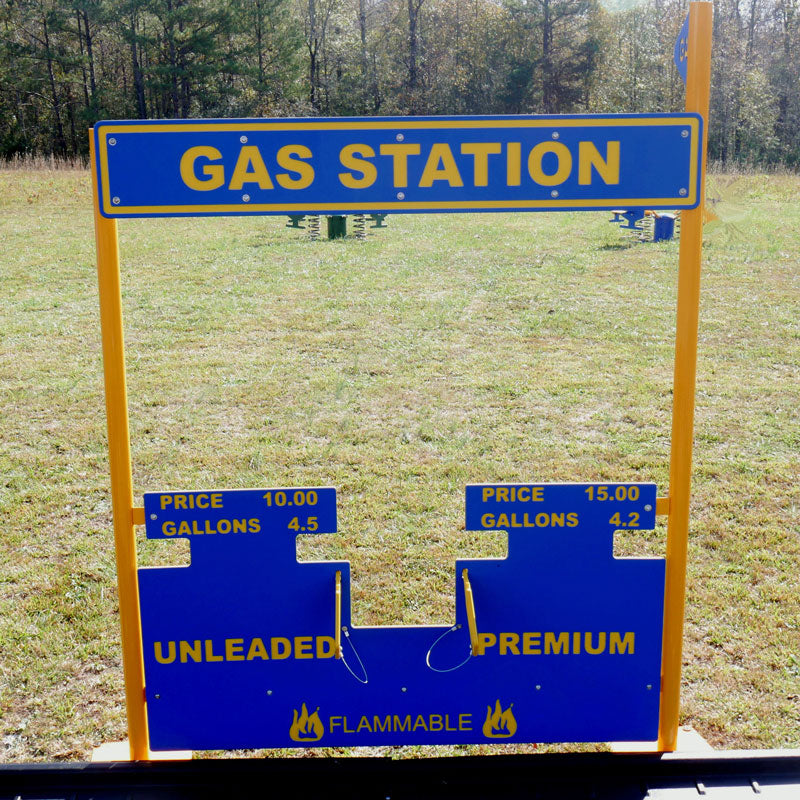 GAS STATION
PRICE 10.00
GALLONS 4.5
PRICE 15.00
GALLONS 4.2
UNLEADED
PREMIUM
FLAMMABLE